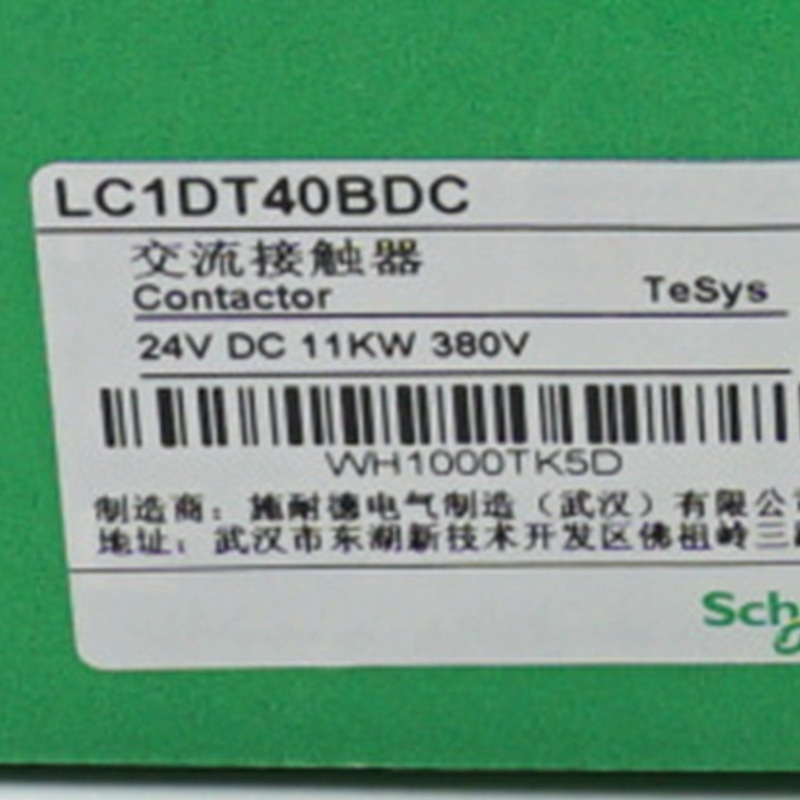 LC1DT40BDC
交流接触器
Contactor
TeSys
24V DC 11KW 380V
WH1000TK5D
制造商：施耐德电气制造（武汉）有限公
地址：武汉市东湖新技术开发区佛祖岭三
Sch